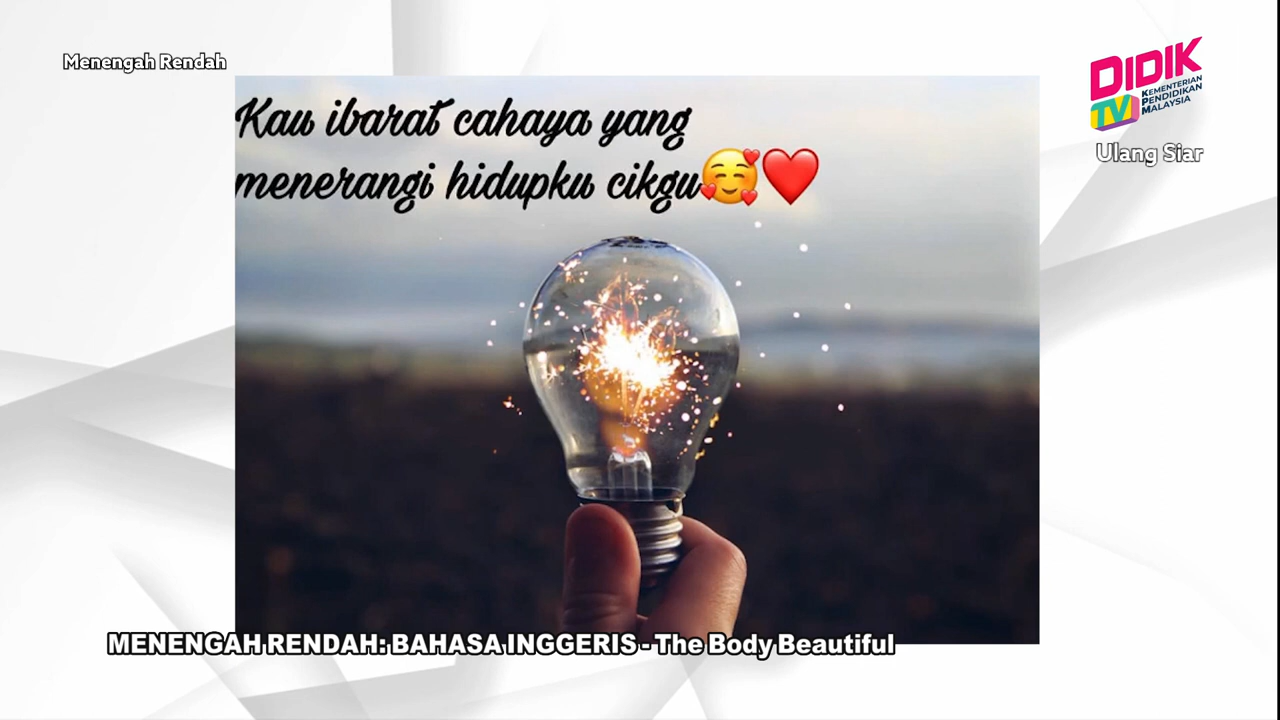 Menengah Rendah
DIDIK
TV
KEMENTERIAN
PENDIDIKAN
MALAYSIA
Ulang Siar
Kau ibarat cahaya yang
menerangi hidupku cikgu🥰❤️
MENENGAH RENDAH: BAHASA INGGERIS - The Body Beautiful